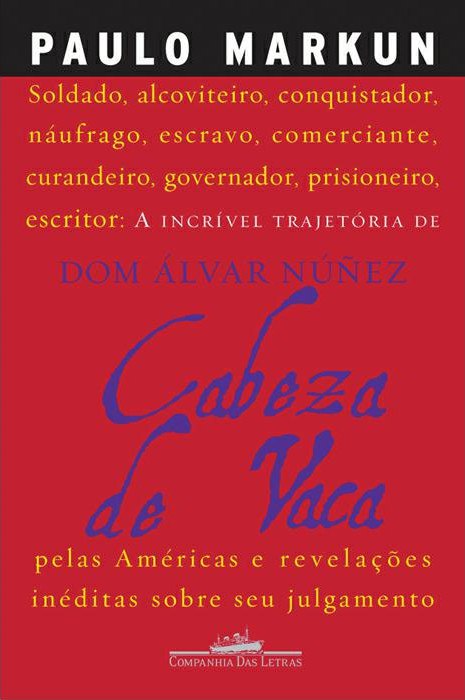 PAULO MARKUN
Soldado, alcoviteiro, conquistador,
náufrago, escravo, comerciante,
curandeiro, governador, prisioneiro,
escritor: A INCRÍVEL TRAJETÓRIA DE
DOM ÁLVAR NÚÑEZ
Cabeza
de Vaca
pelas Américas e revelações
inéditas sobre seu julgamento
COMPANHIA DAS LETRAS